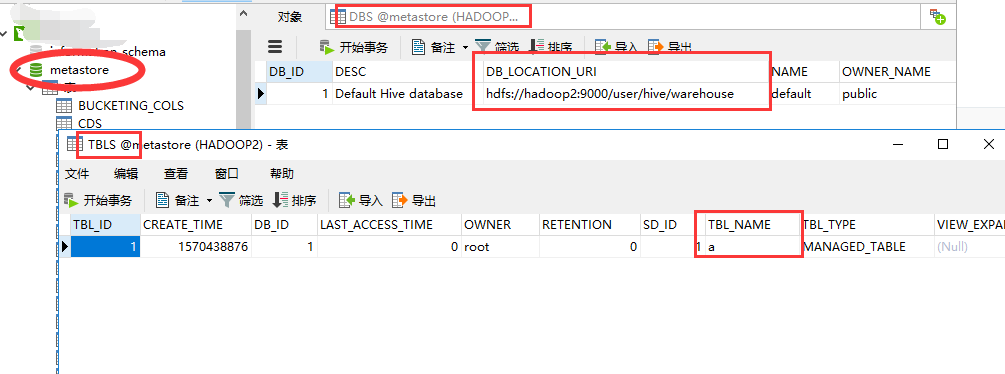 对象
DBS @metastore (HADOOP...
开始事务 备注 筛选 排序 导入 导出
metastore
表
BUCKETING_COLS
CDS
DB_ID DESC DB_LOCATION_URI NAME OWNER_NAME
1 Default Hive database hdfs://hadoop2:9000/user/hive/warehouse default public
TBLS @metastore (HADOOP2) - 表
文件 编辑 查看 窗口 帮助
开始事务 备注 筛选 排序 导入 导出
TBL_ID CREATE_TIME DB_ID LAST_ACCESS_TIME OWNER RETENTION SD_ID TBL_NAME TBL_TYPE VIEW_EXPA
1 1570438876 1 0 root 0 1 a MANAGED_TABLE (Null)